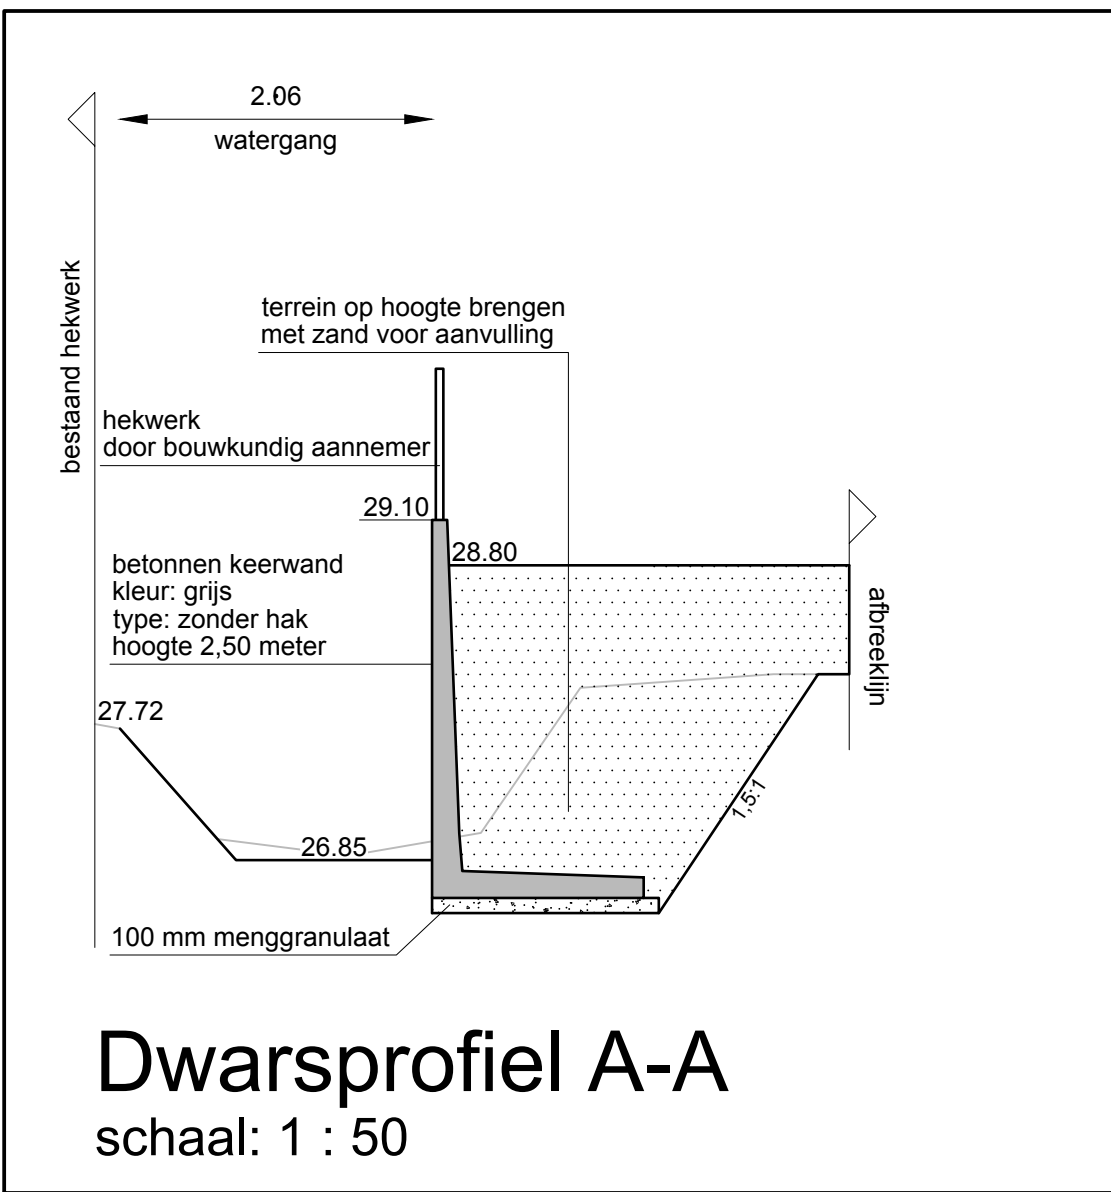 2.06
watergang
bestaand hekwerk
terrein op hoogte brengen
met zand voor aanvulling
hekwerk
door bouwkundig aannemer
29.10
28.80
betonnen keerwand
kleur: grijs
type: zonder hak
hoogte 2,50 meter
afbreeklijn
27.72
1,5:1
26.85
100 mm menggranulaat
Dwarsprofiel A-A
schaal: 1 : 50